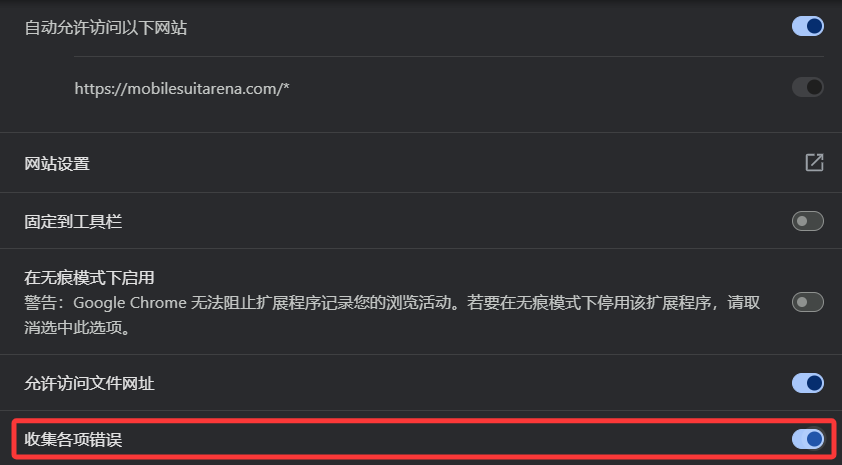 自动允许访问以下网站
https://mobilesuitarena.com/*
网站设置
固定到工具栏
在无痕模式下启用
警告：Google Chrome 无法阻止扩展程序记录您的浏览活动。若要在无痕模式下停用该扩展程序，请取
消选中此选项。
允许访问文件网址
收集各项错误